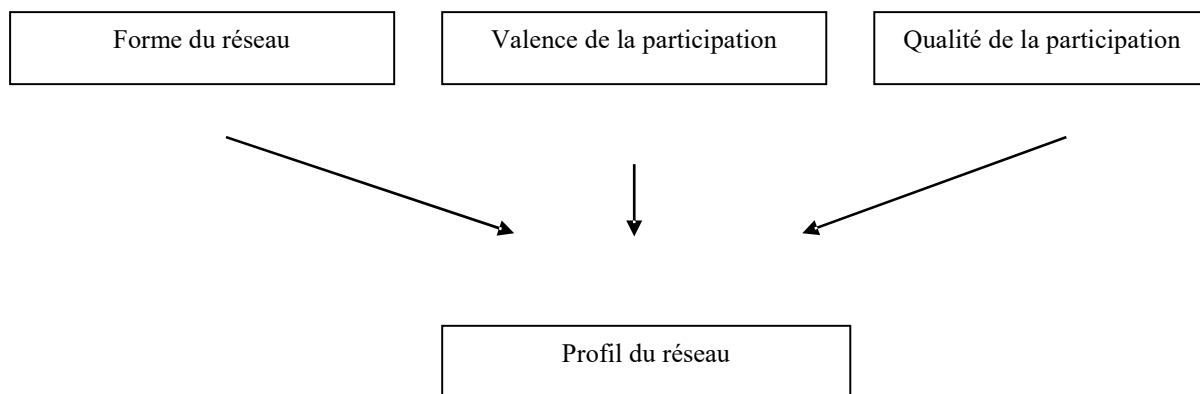 Forme du réseau
Valence de la participation
Qualité de la participation
Profil du réseau